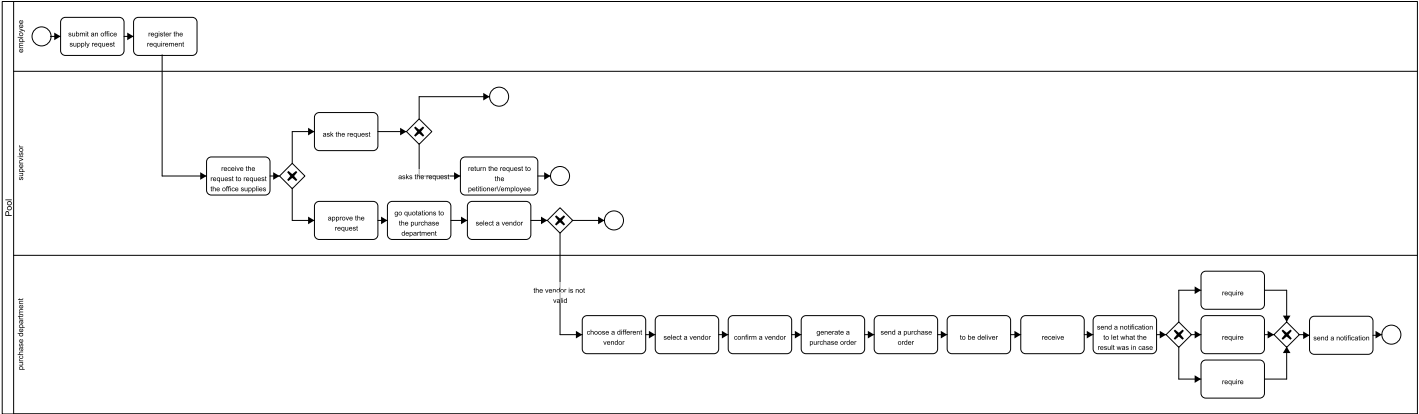 Pool
employee
submit an office
supply request
register the
requirement
supervisor
receive the
request to request
the office supplies
ask the request
asks the request
return the request to
the
petitioner\/employee
approve the
request
go quotations to
the purchase
department
select a vendor
purchase department
the vendor is not
valid
choose a different
vendor
select a vendor
confirm a vendor
generate a
purchase order
send a purchase
order
to be deliver
receive
send a notification
to let what the
result was in case
require
require
require
send a notification